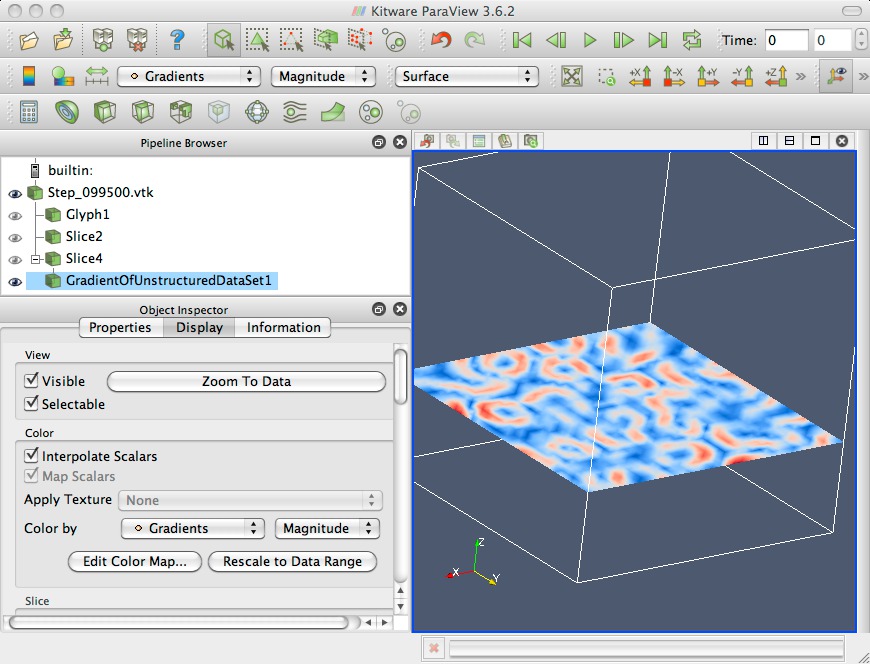 Kitware ParaView 3.6.2
? Time: 0 0
Gradients Magnitude Surface +X -X +Y -Y +Z » »
Pipeline Browser
builtin:
Step_099500.vtk
Glyph1
Slice2
Slice4
GradientOfUnstructuredDataSet1
Object Inspector
Properties Display Information
View
Visible Zoom To Data
Selectable
Color
Interpolate Scalars
Map Scalars
Apply Texture None
Color by Gradients Magnitude
Edit Color Map... Rescale to Data Range
Slice
Z
X
Y